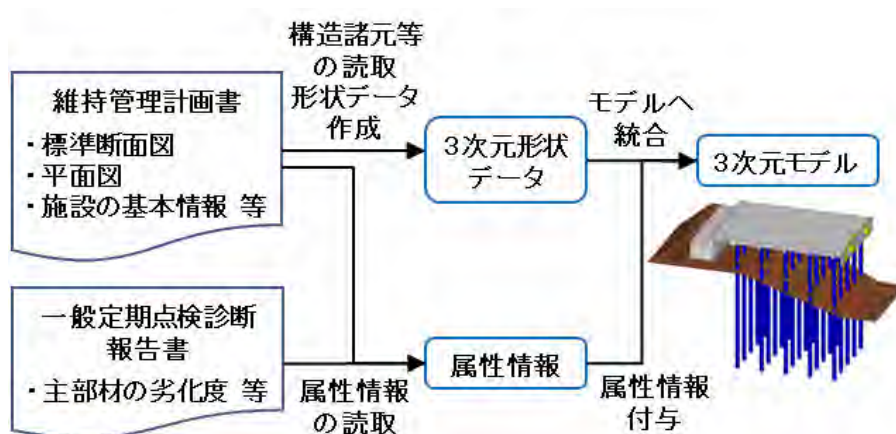 構造諸元等
の読取
形状データ
作成
維持管理計画書
・標準断面図
・平面図
・施設の基本情報 等
3次元形状
データ
モデルへ
統合
3次元モデル
一般定期点検診断
報告書
・主部材の劣化度 等
属性情報
の読取
属性情報
属性情報
付与